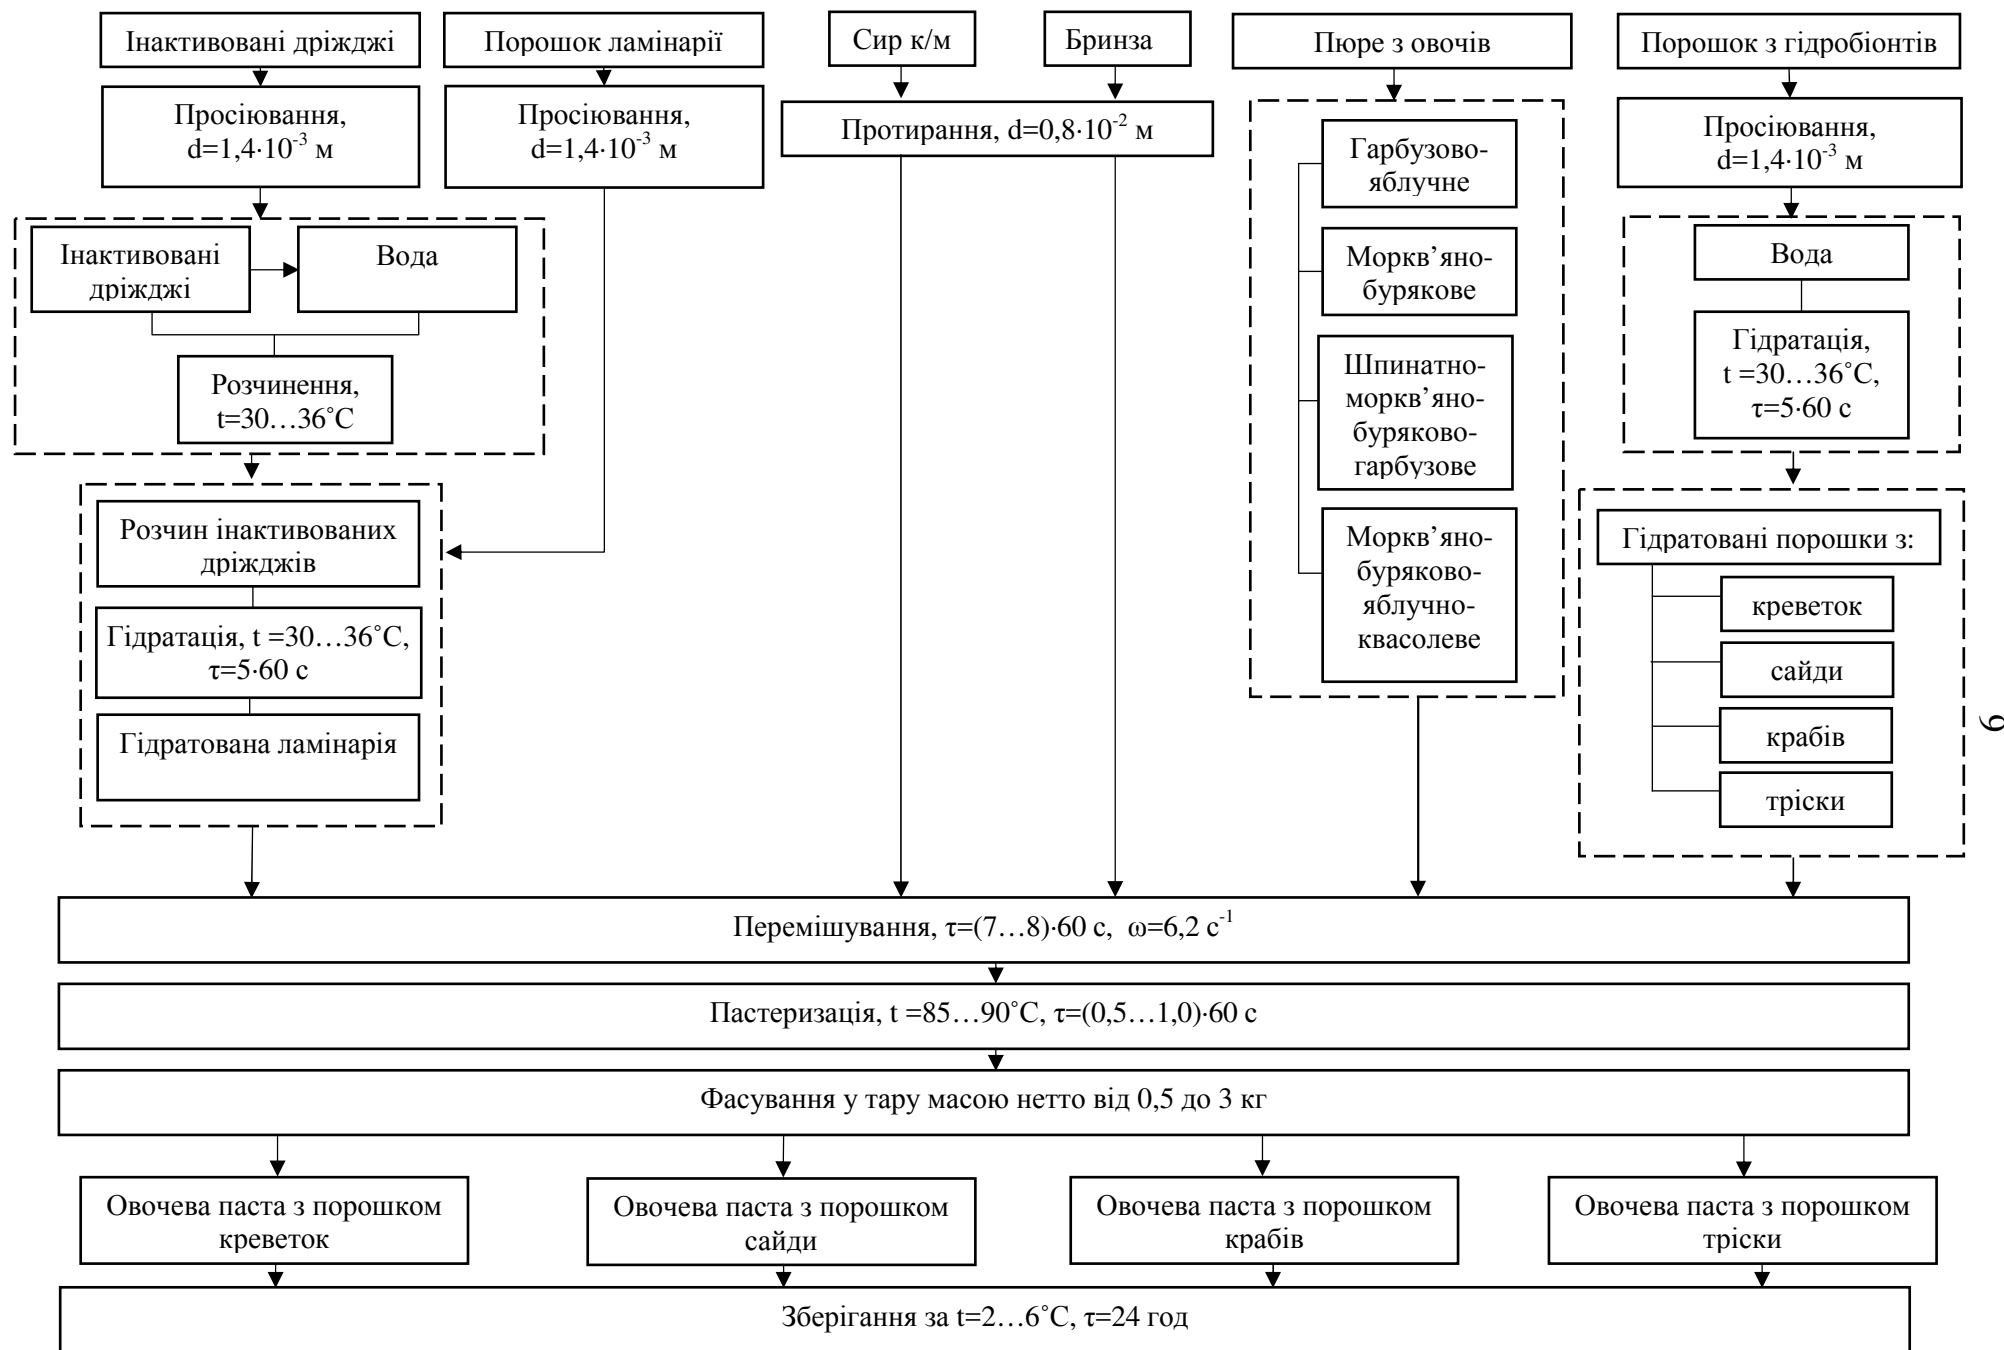 Інактивовані дріжджі
Порошок ламінарії
Сир к/м
Бринза
Пюре з овочів
Порошок з гідробіонтів
Просіювання,
d=1,4·10⁻³ м
Просіювання,
d=1,4·10⁻³ м
Протирання, d=0,8·10⁻² м
Просіювання,
d=1,4·10⁻³ м
Інактивовані
дріжджі
Вода
Розчинення,
t=30…36˚С
Розчин інактивованих
дріжджів
Гідратація, t =30…36˚С,
τ=5·60 с
Гідратована ламінарія
Гарбузово-
яблучне
Моркв’яно-
бурякове
Шпинатно-
моркв’яно-
буряково-
гарбузове
Моркв’яно-
буряково-
яблучно-
квасолеве
Вода
Гідратація,
t =30…36˚С,
τ=5·60 с
Гідратовані порошки з:
креветок
сайди
крабів
тріски
9
Перемішування, τ=(7…8)·60 с, ω=6,2 с⁻¹
Пастеризація, t =85…90˚С, τ=(0,5…1,0)·60 с
Фасування у тару масою нетто від 0,5 до 3 кг
Овочева паста з порошком
креветок
Овочева паста з порошком
сайди
Овочева паста з порошком
крабів
Овочева паста з порошком
тріски
Зберігання за t=2…6˚С, τ=24 год